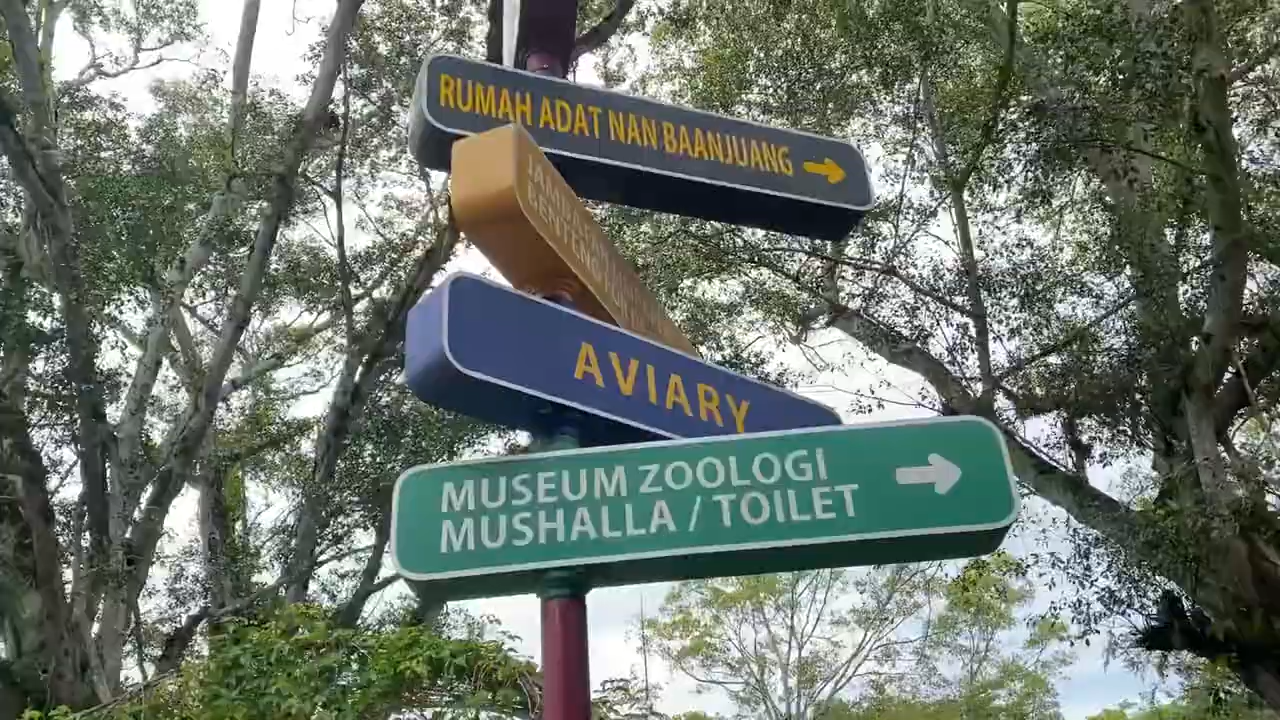 RUMAH ADAT NAN BAANJUANG
AVIARY
MUSEUM ZOOLOGI
MUSHALLA / TOILET